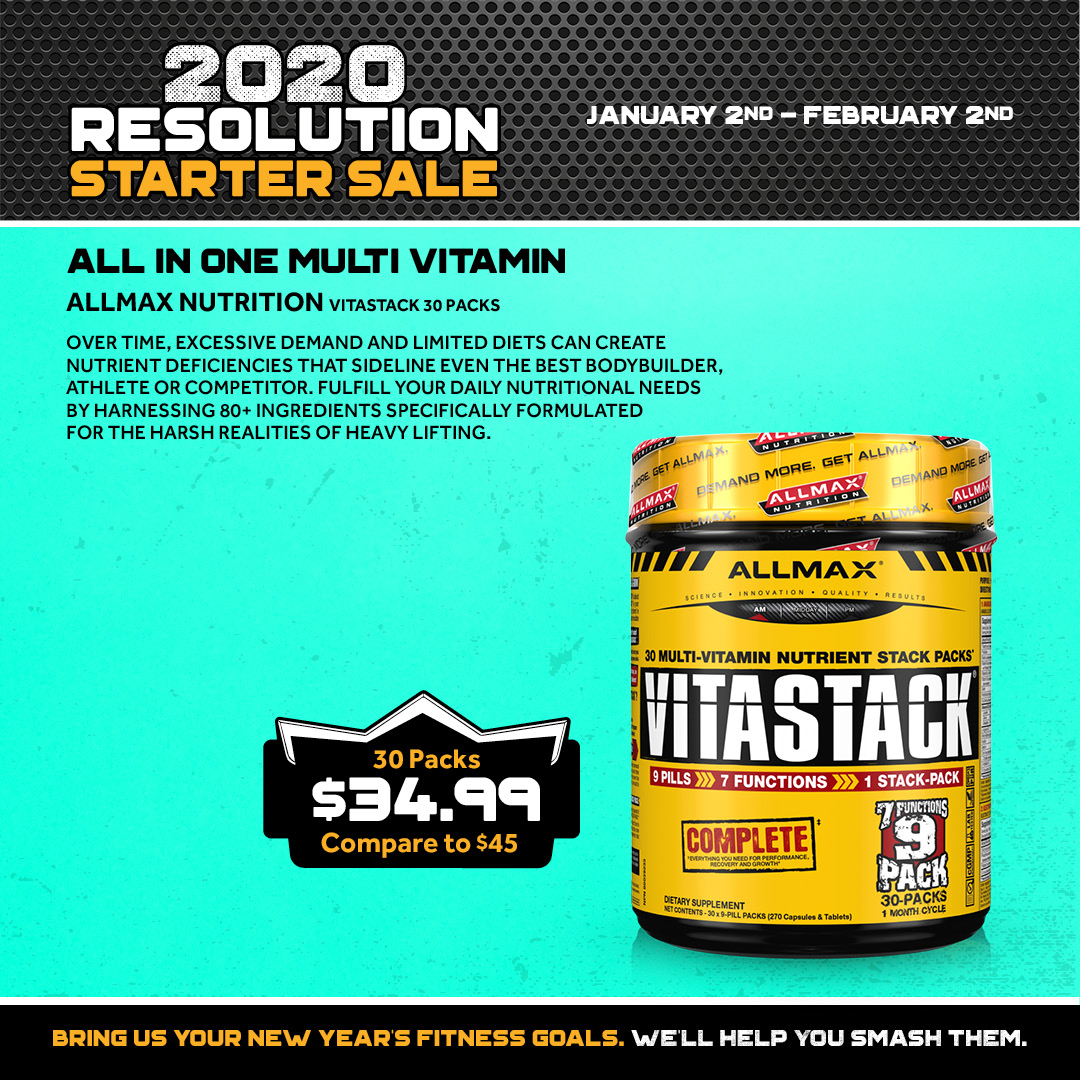 2020
RESOLUTION
STARTER SALE
JANUARY 2ND – FEBRUARY 2ND
ALL IN ONE MULTI VITAMIN
ALLMAX NUTRITION VITASTACK 30 PACKS
OVER TIME, EXCESSIVE DEMAND AND LIMITED DIETS CAN CREATE
NUTRIENT DEFICIENCIES THAT SIDELINE EVEN THE BEST BODYBUILDER,
ATHLETE OR COMPETITOR. FULFILL YOUR DAILY NUTRITIONAL NEEDS
BY HARNESSING 80+ INGREDIENTS SPECIFICALLY FORMULATED
FOR THE HARSH REALITIES OF HEAVY LIFTING.
DEMAND MORE. GET ALLMAX.
ALLMAX
NUTRITION
ALLMAX®
SCIENCE • INNOVATION • QUALITY • RESULTS
AM
PM
30 MULTI-VITAMIN NUTRIENT STACK PACKS*
VITASTACK®
9 PILLS 7 FUNCTIONS 1 STACK-PACK
COMPLETE‡
"EVERYTHING YOU NEED FOR PERFORMANCE,
RECOVERY AND GROWTH"
7 FUNCTIONS
9
PACK
30-PACKS
1 MONTH CYCLE
DIETARY SUPPLEMENT
NET CONTENTS - 30 x 9-PILL PACKS (270 Capsules & Tablets)
30 Packs
$34.99
Compare to $45
BRING US YOUR NEW YEAR'S FITNESS GOALS. WE'LL HELP YOU SMASH THEM.